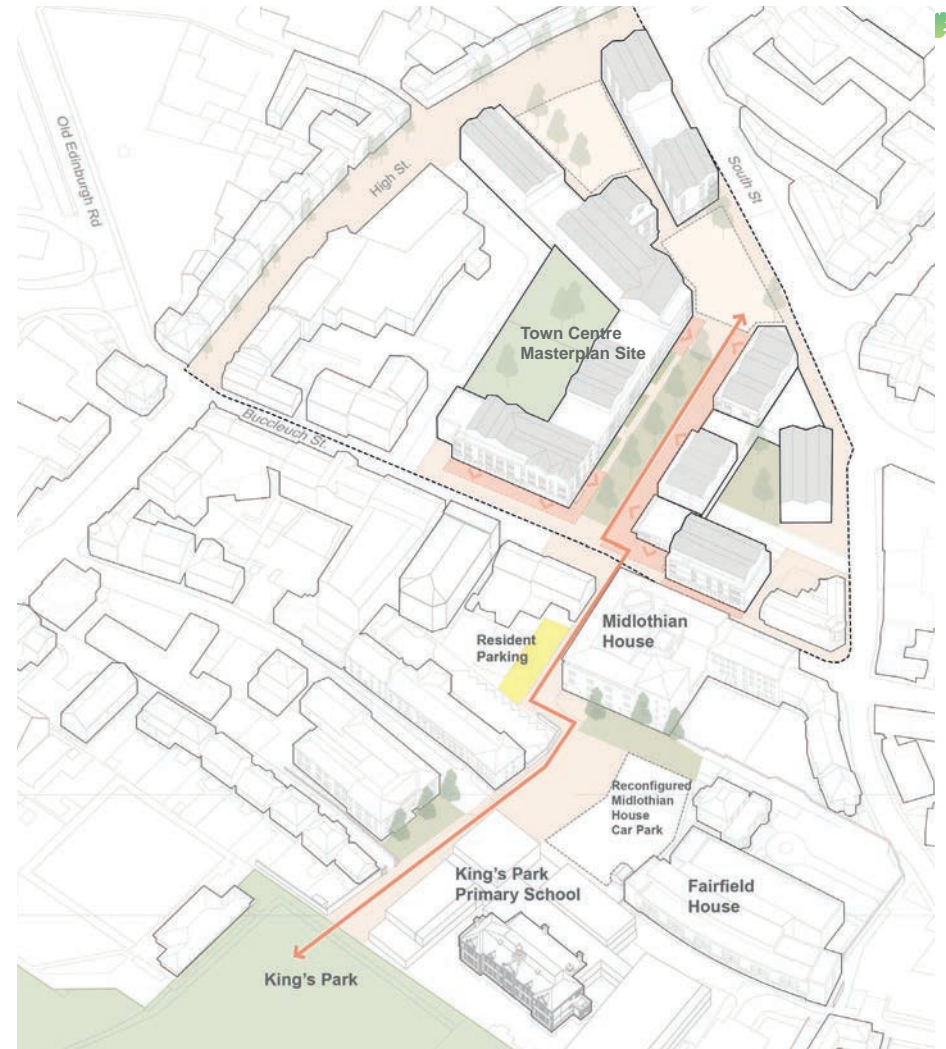 Old Edinburgh Rd
High St.
South St
Town Centre
Masterplan Site
Buccleuch St.
Midlothian
House
Resident
Parking
Reconfigured
Midlothian
House
Car Park
King's Park
Primary School
Fairfield
House
King's Park